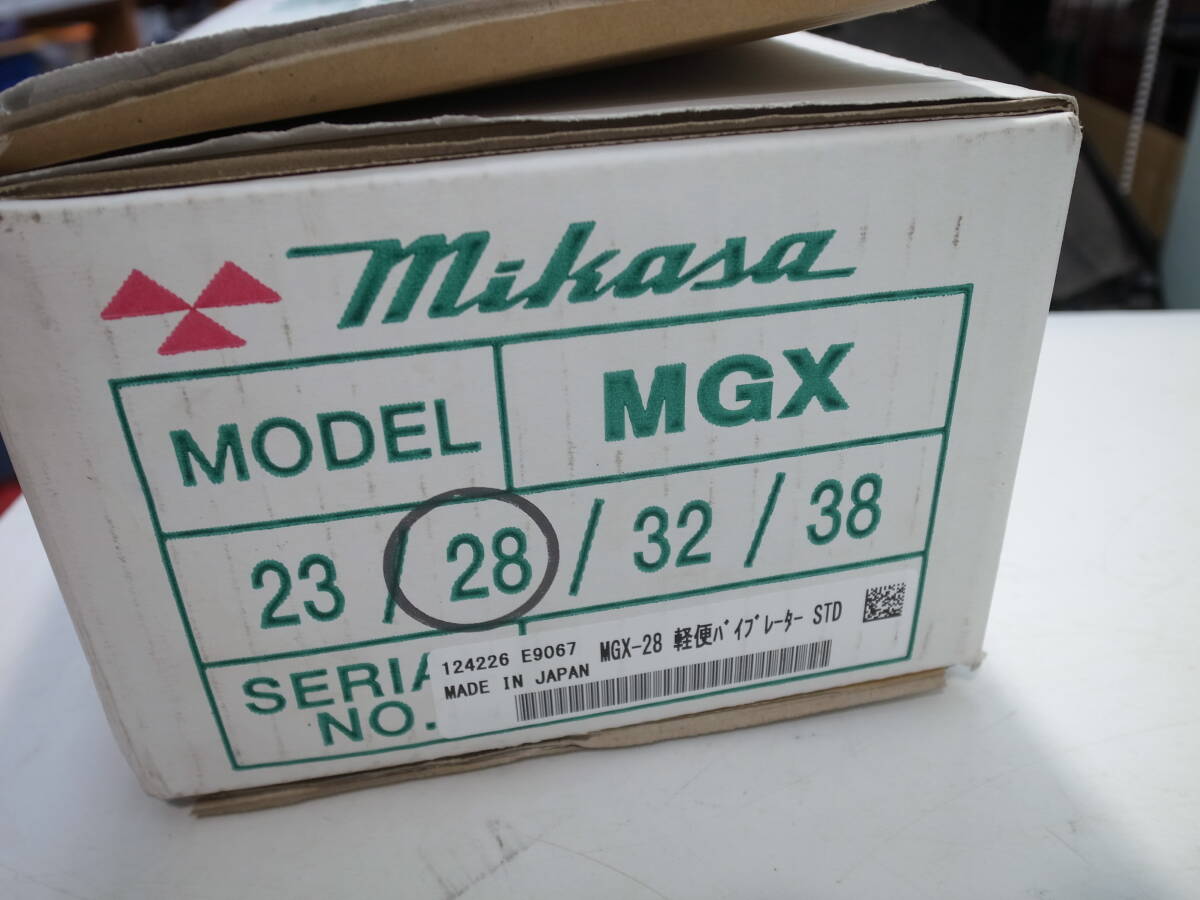 mikasa
MODEL MGX
23 / 28 / 32 / 38
SERIA
NO.
124226 E9067 MGX-28 軽便バイブレーター STD
MADE IN JAPAN